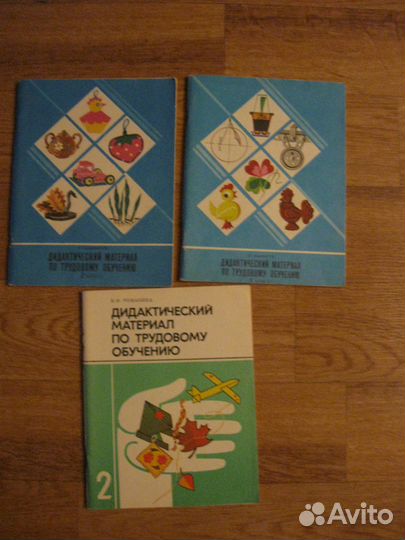 ДИДАКТИЧЕСКИЙ МАТЕРИАЛ
ПО ТРУДОВОМУ ОБУЧЕНИЮ
ДИДАКТИЧЕСКИЙ МАТЕРИАЛ
ПО ТРУДОВОМУ ОБУЧЕНИЮ
ДИДАКТИЧЕСКИЙ
МАТЕРИАЛ
ПО ТРУДОВОМУ
ОБУЧЕНИЮ
2
Avito